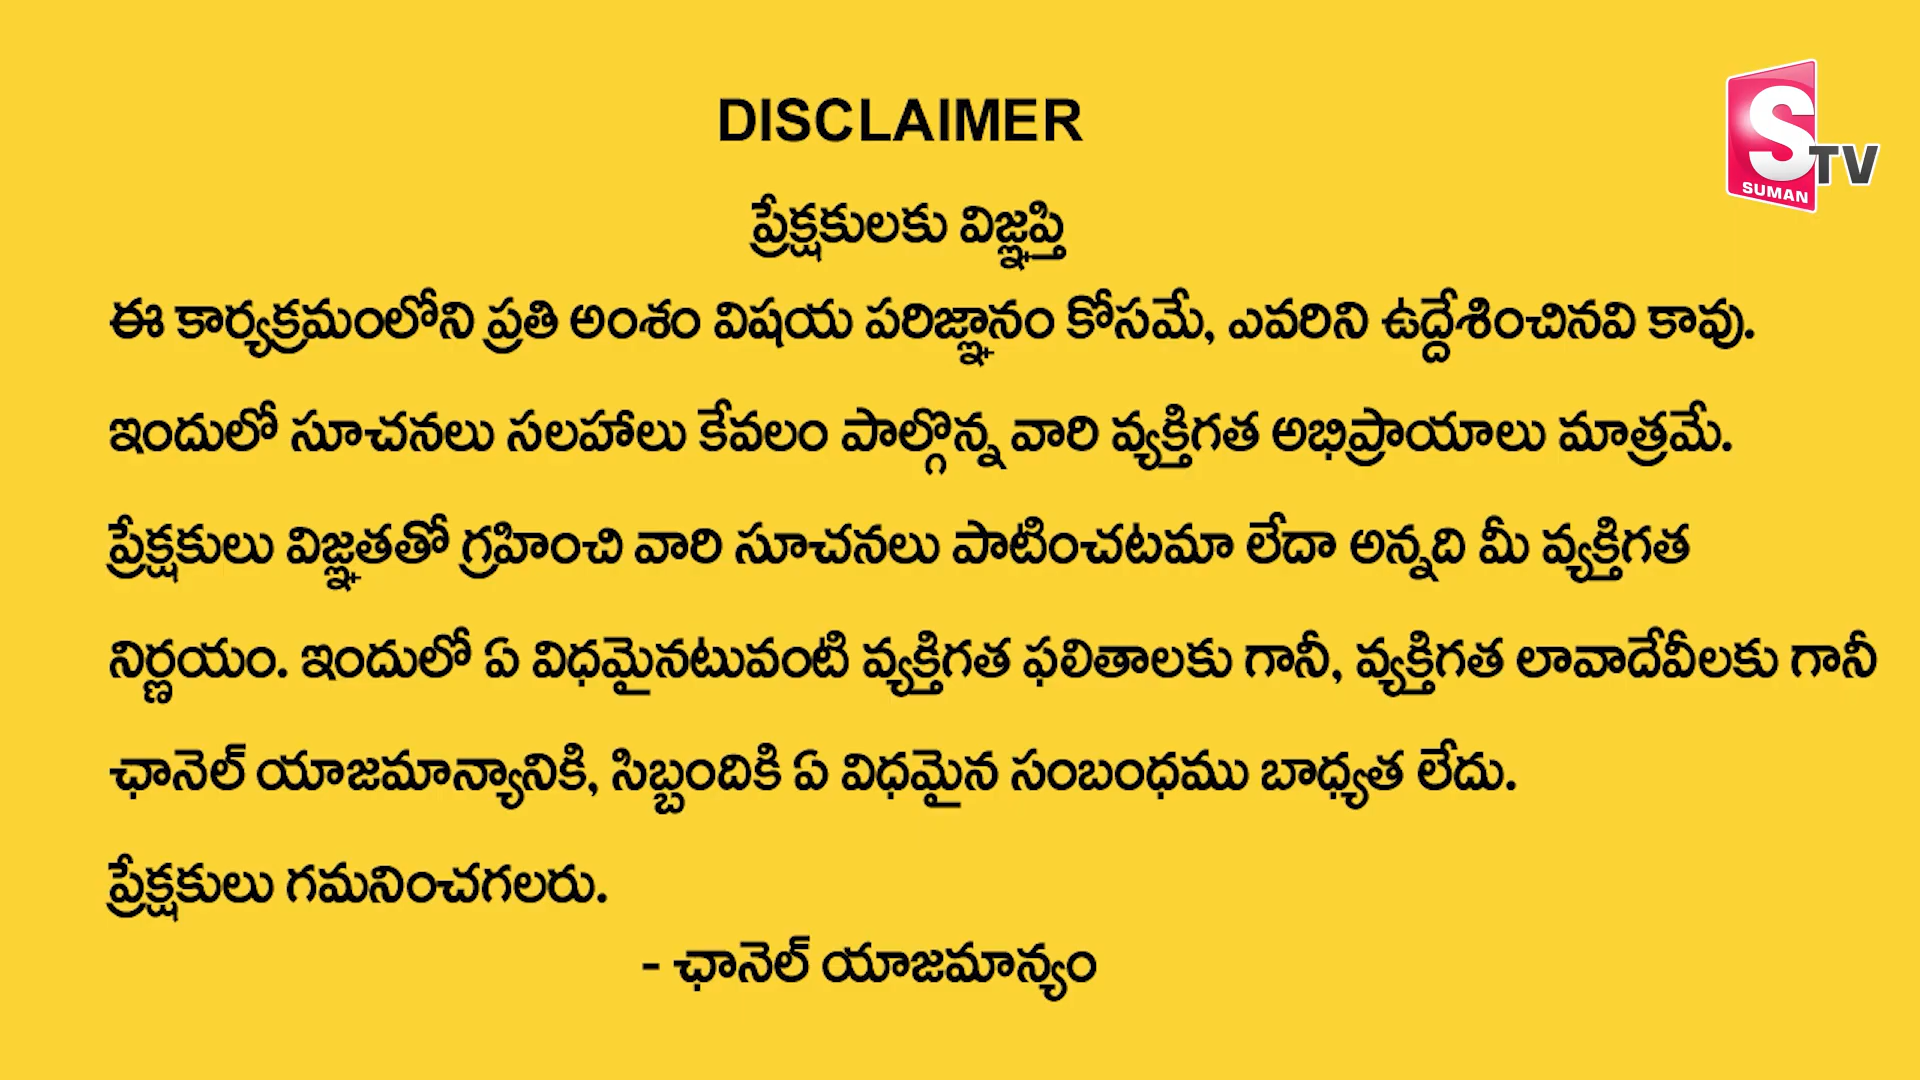 DISCLAIMER
S
TV
SUMAN
ప్రేక్షకులకు విజ్ఞప్తి
ఈ కార్యక్రమంలోని ప్రతి అంశం విషయ పరిజ్ఞానం కోసమే, ఎవరిని ఉద్దేశించినవి కావు.
ఇందులో సూచనలు సలహాలు కేవలం పాల్గొన్న వారి వ్యక్తిగత అభిప్రాయాలు మాత్రమే.
ప్రేక్షకులు విజ్ఞతతో గ్రహించి వారి సూచనలు పాటించటమా లేదా అన్నది మీ వ్యక్తిగత
నిర్ణయం. ఇందులో ఏ విధమైనటువంటి వ్యక్తిగత ఫలితాలకు గానీ, వ్యక్తిగత లావాదేవీలకు గానీ
ఛానెల్ యాజమాన్యానికి, సిబ్బందికి ఏ విధమైన సంబంధము బాధ్యత లేదు.
ప్రేక్షకులు గమనించగలరు.
- ఛానెల్ యాజమాన్యం